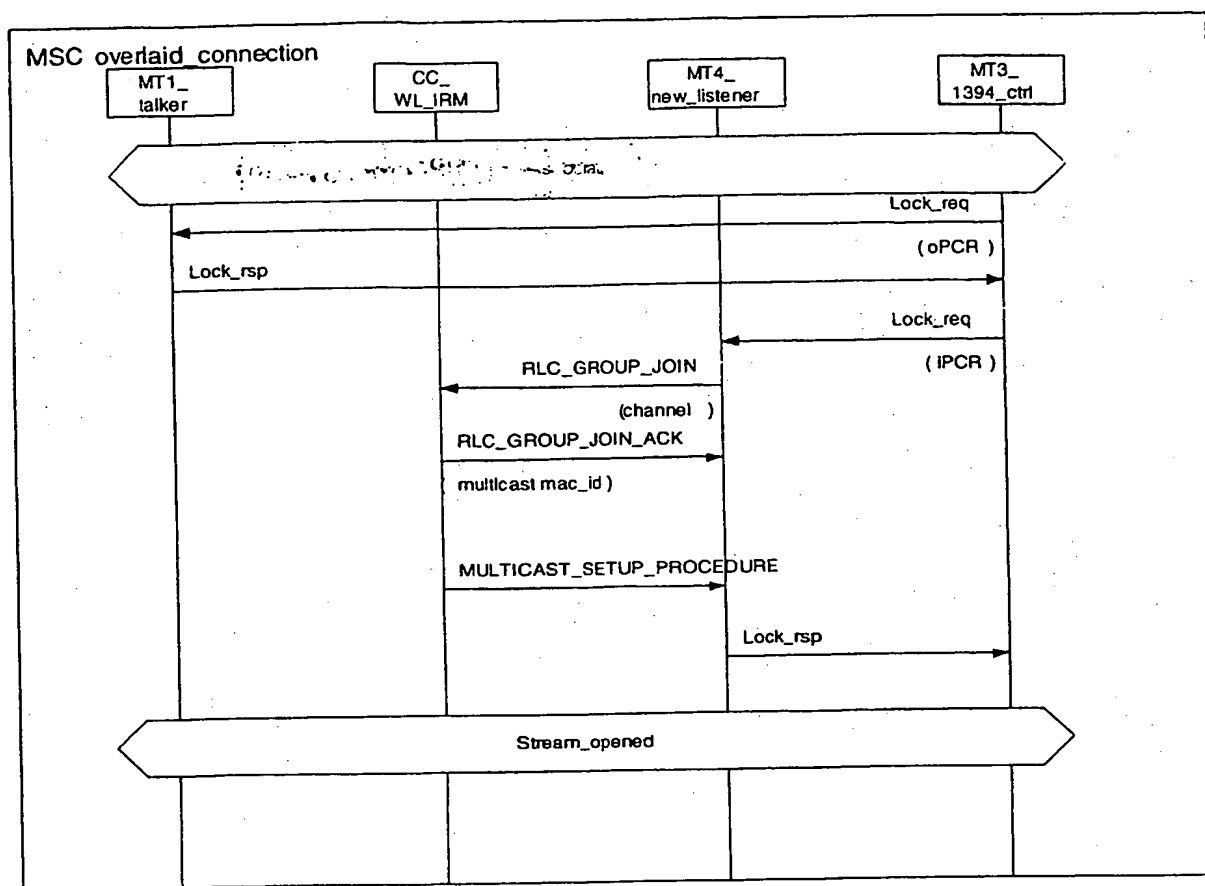 MSC overlaid_connection
MT1_
talker
CC_
WL_IRM
MT4_
new_listener
MT3_
1394_ctrl
Lock_req
( oPCR )
Lock_rsp
Lock_req
( iPCR )
RLC_GROUP_JOIN
(channel )
RLC_GROUP_JOIN_ACK
multicast mac_id )
MULTICAST_SETUP_PROCEDURE
Lock_rsp
Stream_opened